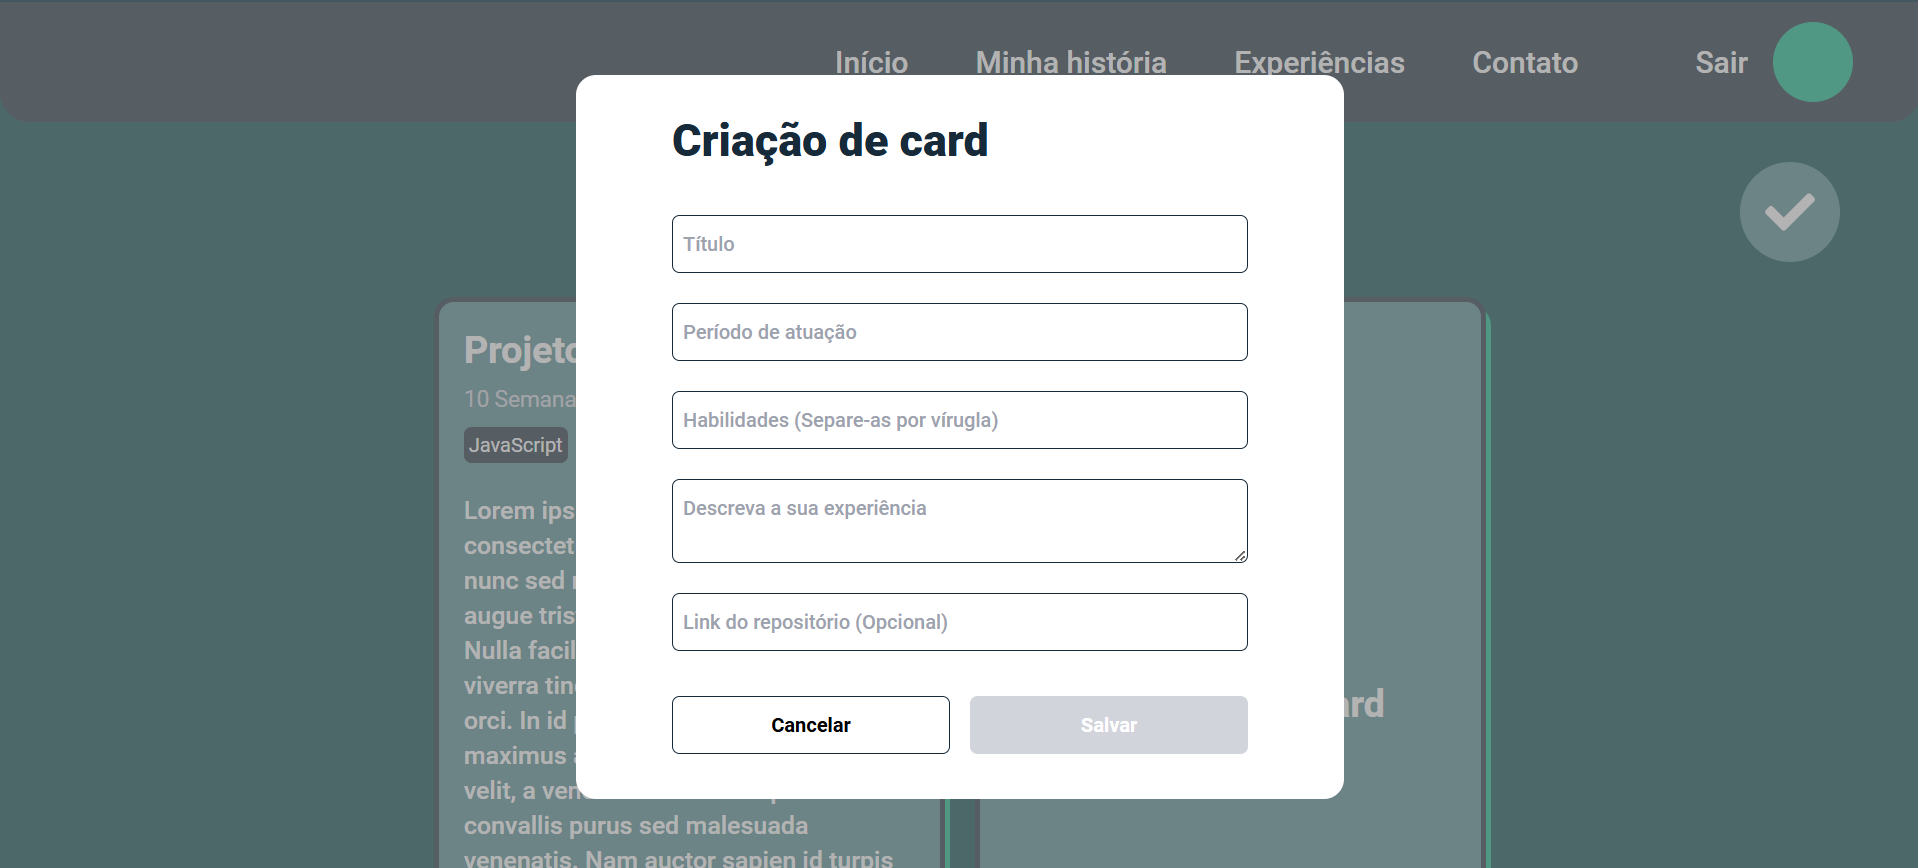 Início Minha história Experiências Contato Sair
Criação de card
Título
Período de atuação
Habilidades (Separe-as por vírugla)
Descreva a sua experiência
Link do repositório (Opcional)
Cancelar Salvar
Projeto
10 Semana
JavaScript
Lorem ips
consectet
nunc sed
augue tris
Nulla facil
viverra tin
orci. In id
maximus
velit, a ven
convallis purus sed malesuada
venenatis. Nam auctor sapien id turpis
ard